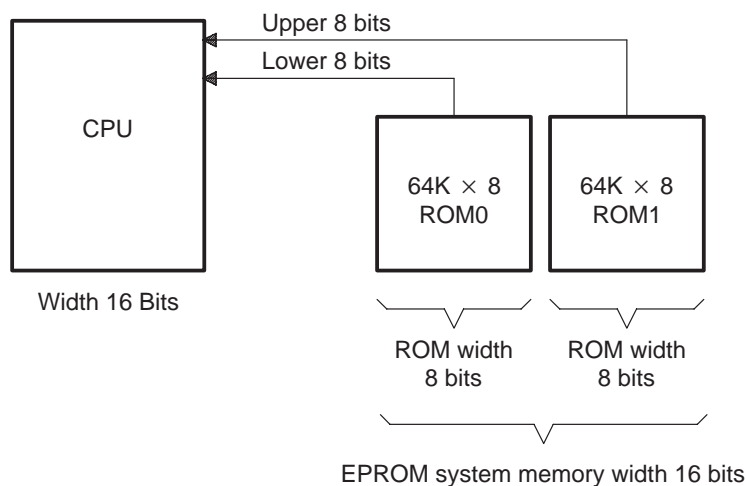 Upper 8 bits
Lower 8 bits
CPU
64K × 8
ROM0
64K × 8
ROM1
Width 16 Bits
ROM width
8 bits
ROM width
8 bits
EPROM system memory width 16 bits